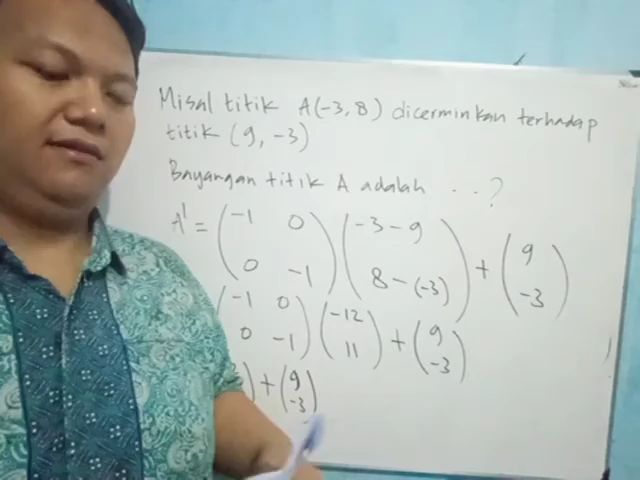 Misal titik A(-3, 8) dicerminkan terhadap
titik (9, -3)
Bayangan titik A adalah ...?
A' = (-1 0 / 0 -1) (-3-9 / 8-(-3)) + (9 / -3)
(-1 0 / 0 -1) (-12 / 11) + (9 / -3)
) + (9 / -3)